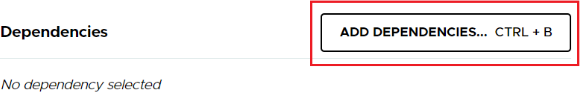 Dependencies
ADD DEPENDENCIES... CTRL + B
No dependency selected